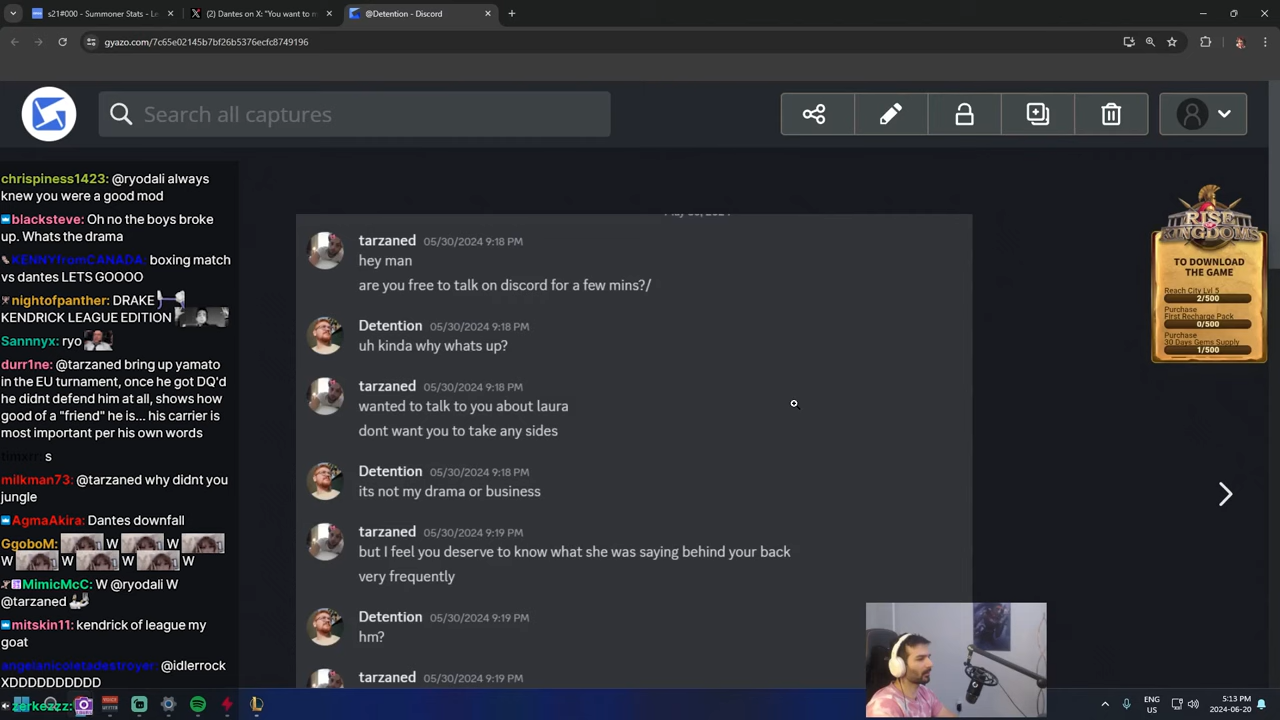 s21#000 - Summoner Stats - Le
(2) Dantes on X: "You want to m
@Detention - Discord
gyazo.com/7c65e02145b7bf26b5376ecfc8749196
Search all captures
chrispiness1423: @ryodali always
knew you were a good mod
blacksteve: Oh no the boys broke
up. Whats the drama
KENNYfromCANADA: boxing match
vs dantes LETS GOOOO
nightofpanther: DRAKE
KENDRICK LEAGUE EDITION
Sannnyx: ryo
durr1ne: @tarzaned bring up yamato
in the EU tournament, once he got DQ'd
he didnt defend him at all, shows how
good of a "friend" he is... his carrier is
most important per his own words
timxrr: s
milkman73: @tarzaned why didnt you
jungle
AgmaAkira: Dantes downfall
GgoboM: W W W
W W W W
MimicMcC: W @ryodali W
@tarzaned
mitskin11: kendrick of league my
goat
angelanicoletadestroyer: @idlerrock
XDDDDDDDDDD
zerkezzz:
tarzaned 05/30/2024 9:18 PM
hey man
are you free to talk on discord for a few mins?/
Detention 05/30/2024 9:18 PM
uh kinda why whats up?
tarzaned 05/30/2024 9:18 PM
wanted to talk to you about laura
dont want you to take any sides
Detention 05/30/2024 9:18 PM
its not my drama or business
tarzaned 05/30/2024 9:19 PM
but I feel you deserve to know what she was saying behind your back
very frequently
Detention 05/30/2024 9:19 PM
hm?
tarzaned 05/30/2024 9:19 PM
RISE
KINGDOMS
TO DOWNLOAD
THE GAME
Reach City Lvl 5
2/500
Purchase
First Recharge Pack
0/500
Purchase
30 Days Gems Supply
1/500
ENG
US
5:13 PM
2024-06-20